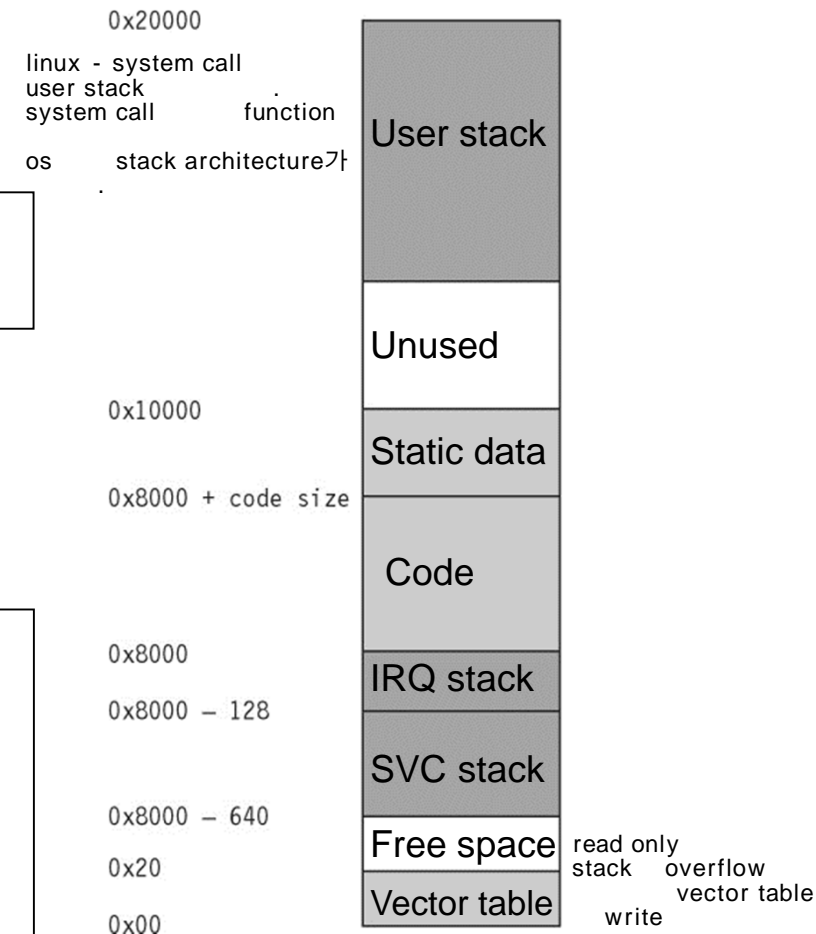 0x20000
linux - system call
user stack .
system call function
os stack architecture가
.
User stack
Unused
0x10000
Static data
0x8000 + code size
Code
0x8000
IRQ stack
0x8000 – 128
SVC stack
0x8000 – 640
Free space
read only
0x20
stack overflow
vector table
Vector table
write
0x00